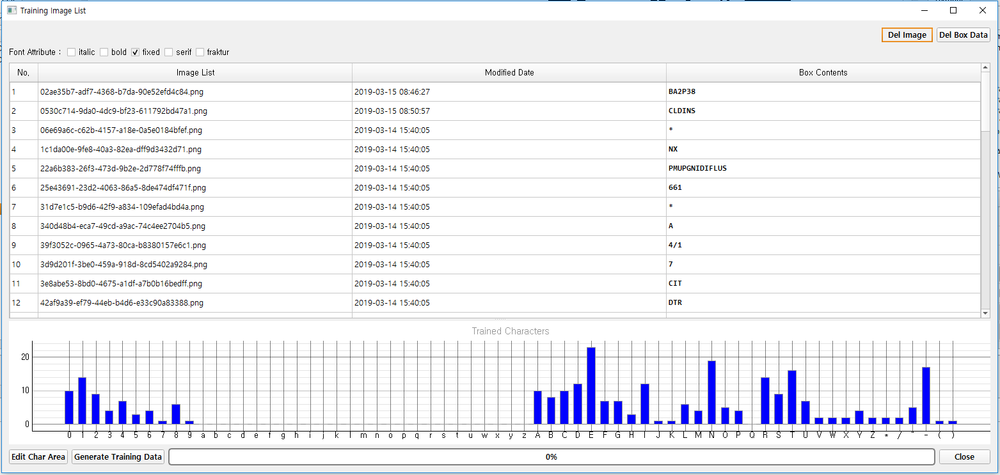 Training Image List
Del Image Del Box Data
Font Attribute : italic bold fixed serif fraktur
No. Image List Modified Date Box Contents
1 02ae35b7-adf7-4368-b7da-90e52efd4c84.png 2019-03-15 08:46:27 BA2P38
2 0530c714-9da0-4dc9-bf23-611792bd47a1.png 2019-03-15 08:50:57 CLDINS
3 06e69a6c-c62b-4157-a18e-0a5e0184bfef.png 2019-03-14 15:40:05 *
4 1c1da00e-9fe8-40a3-82ea-dff9d3432d71.png 2019-03-14 15:40:05 NX
5 22a6b383-26f3-473d-9b2e-2d778f74fffb.png 2019-03-14 15:40:05 PMUPGNIDIFLUS
6 25e43691-23d2-4063-86a5-8de474df471f.png 2019-03-14 15:40:05 661
7 31d7e1c5-b9d6-42f9-a834-109efad4bd4a.png 2019-03-14 15:40:05 *
8 340d48b4-eca7-49cd-a9ac-74c4ee2704b5.png 2019-03-14 15:40:05 A
9 39f3052c-0965-4a73-80ca-b8380157e6c1.png 2019-03-14 15:40:05 4/1
10 3d9d201f-3be0-459a-918d-8cd5402a9284.png 2019-03-14 15:40:05 7
11 3e8abe53-8bd0-4675-a1df-a7b0b16bedff.png 2019-03-14 15:40:05 CIT
12 42af9a39-ef79-44eb-b4d6-e33c90a83388.png 2019-03-14 15:40:05 DTR
Trained Characters
20
10
0
0 1 2 3 4 5 6 7 8 9 a b c d e f g h i j k l m n o p q r s t u v w x y z A B C D E F G H I J K L M N O P Q R S T U V W X Y Z * / " - ( )
Edit Char Area Generate Training Data 0% Close